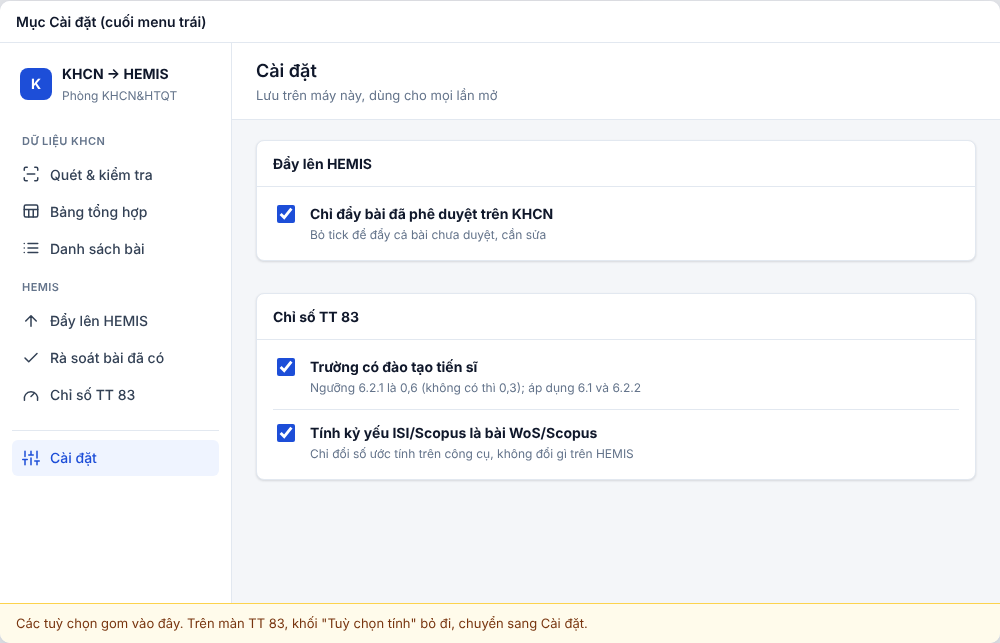 Mục Cài đặt (cuối menu trái)
K
KHCN → HEMIS
Phòng KHCN&HTQT
DỮ LIỆU KHCN
Quét & kiểm tra
Bảng tổng hợp
Danh sách bài
HEMIS
Đẩy lên HEMIS
Rà soát bài đã có
Chỉ số TT 83
Cài đặt
Cài đặt
Lưu trên máy này, dùng cho mọi lần mở
Đẩy lên HEMIS
Chỉ đẩy bài đã phê duyệt trên KHCN
Bỏ tick để đẩy cả bài chưa duyệt, cần sửa
Chỉ số TT 83
Trường có đào tạo tiến sĩ
Ngưỡng 6.2.1 là 0,6 (không có thì 0,3); áp dụng 6.1 và 6.2.2
Tính kỷ yếu ISI/Scopus là bài WoS/Scopus
Chỉ đổi số ước tính trên công cụ, không đổi gì trên HEMIS
Các tuỳ chọn gom vào đây. Trên màn TT 83, khối "Tuỳ chọn tính" bỏ đi, chuyển sang Cài đặt.